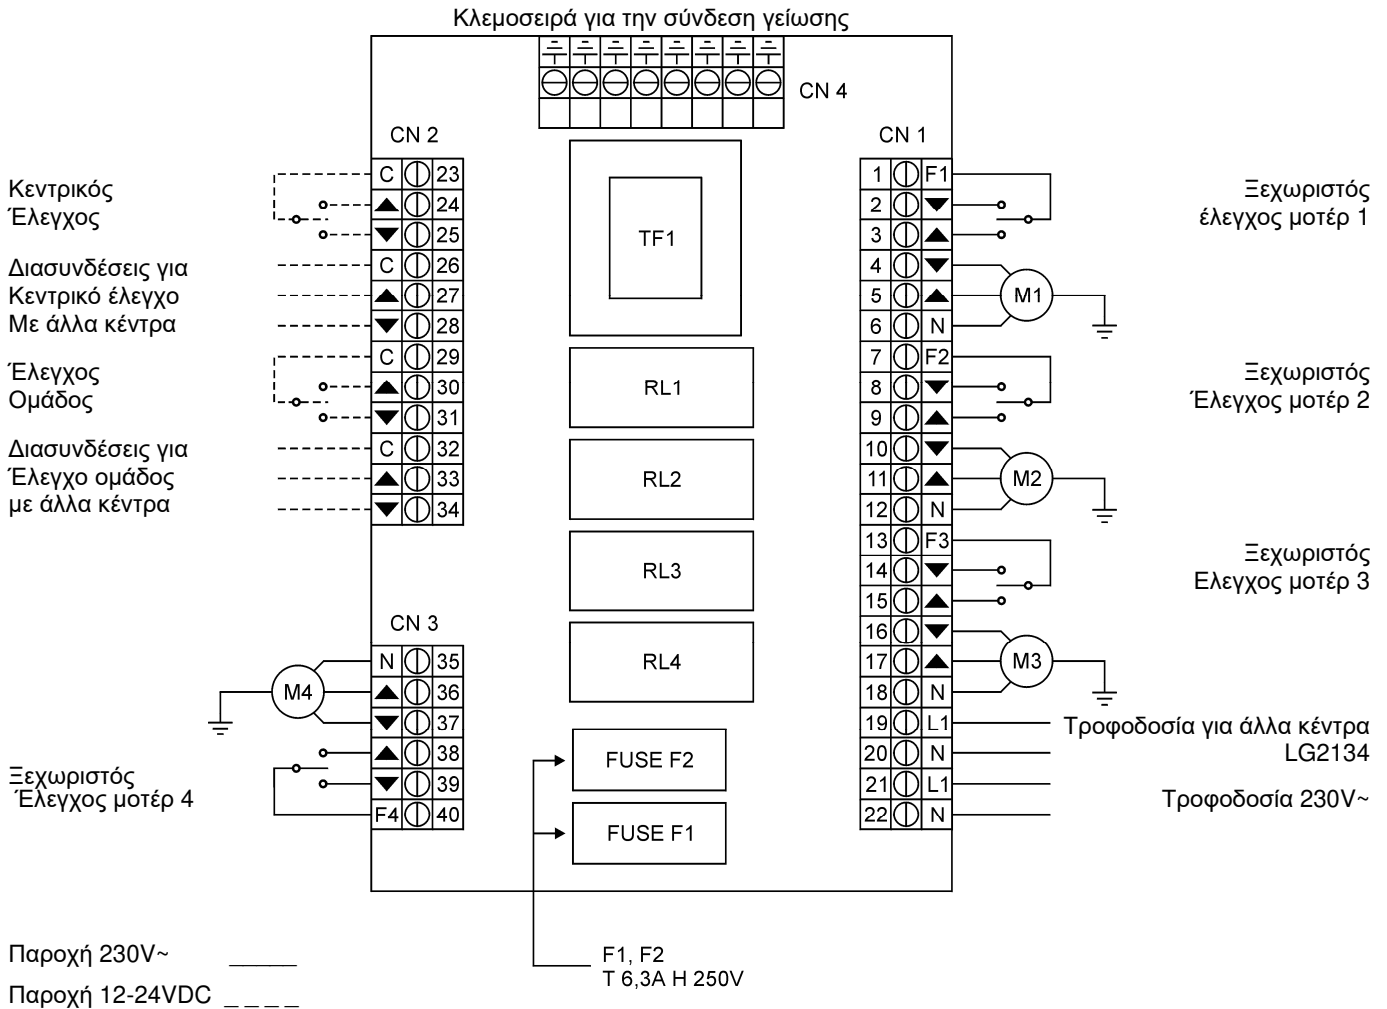 Κλεμοσειρά για την σύνδεση γείωσης
CN 4
CN 2
C 23
▲ 24
▼ 25
C 26
▲ 27
▼ 28
C 29
▲ 30
▼ 31
C 32
▲ 33
▼ 34
Κεντρικός
Έλεγχος
Διασυνδέσεις για
Κεντρικό έλεγχο
Με άλλα κέντρα
Έλεγχος
Ομάδος
Διασυνδέσεις για
Έλεγχο ομάδος
με άλλα κέντρα
CN 3
N 35
▲ 36
▼ 37
▲ 38
▼ 39
F4 40
M4
Ξεχωριστός
Έλεγχος μοτέρ 4
TF1
RL1
RL2
RL3
RL4
FUSE F2
FUSE F1
CN 1
1 F1
2 ▼
3 ▲
4 ▼
5 ▲
6 N
7 F2
8 ▼
9 ▲
10 ▼
11 ▲
12 N
13 F3
14 ▼
15 ▲
16 ▼
17 ▲
18 N
19 L1
20 N
21 L1
22 N
Ξεχωριστός
έλεγχος μοτέρ 1
M1
Ξεχωριστός
Έλεγχος μοτέρ 2
M2
Ξεχωριστός
Ελεγχος μοτέρ 3
M3
Τροφοδοσία για άλλα κέντρα
LG2134
Τροφοδοσία 230V~
F1, F2
T 6,3A H 250V
Παροχή 230V~ _____
Παροχή 12-24VDC _ _ _ _